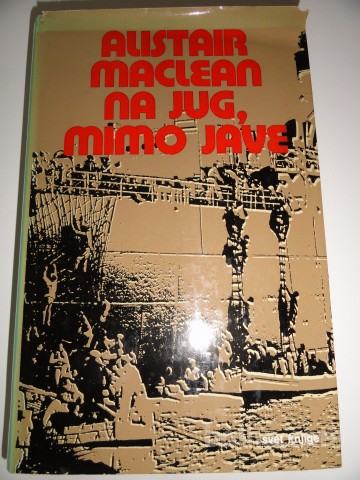 ALISTAIR
MACLEAN
NA JUG,
MIMO JAVE
svet knjige